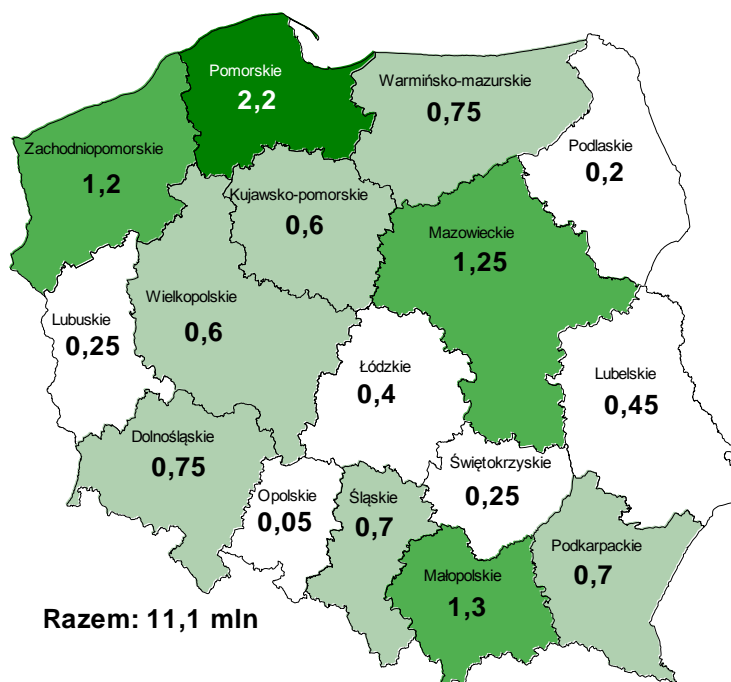 Pomorskie
2,2
Warmińsko-mazurskie
0,75
Podlaskie
0,2
Zachodniopomorskie
1,2
Kujawsko-pomorskie
0,6
Mazowieckie
1,25
Wielkopolskie
0,6
Lubuskie
0,25
Łódzkie
0,4
Lubelskie
0,45
Dolnośląskie
0,75
Opolskie
0,05
Śląskie
0,7
Świętokrzyskie
0,25
Podkarpackie
0,7
Małopolskie
1,3
Razem: 11,1 mln